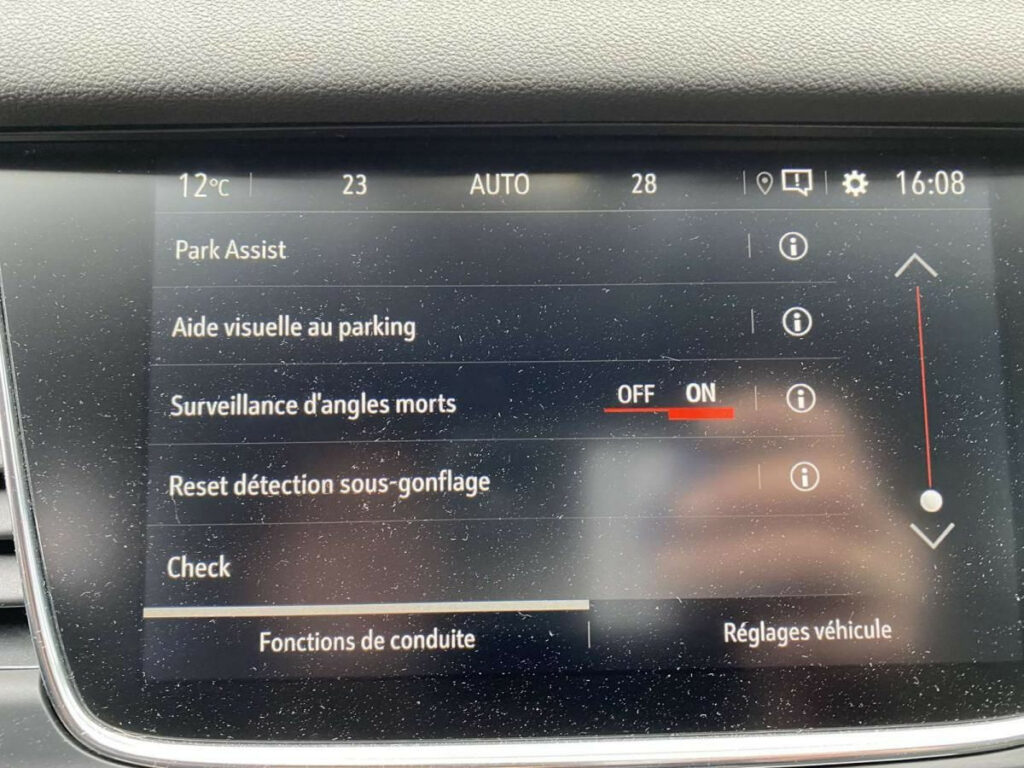 12°C 23 AUTO 28 16:08
Park Assist
Aide visuelle au parking
Surveillance d'angles morts OFF ON
Reset détection sous-gonflage
Check
Fonctions de conduite Réglages véhicule